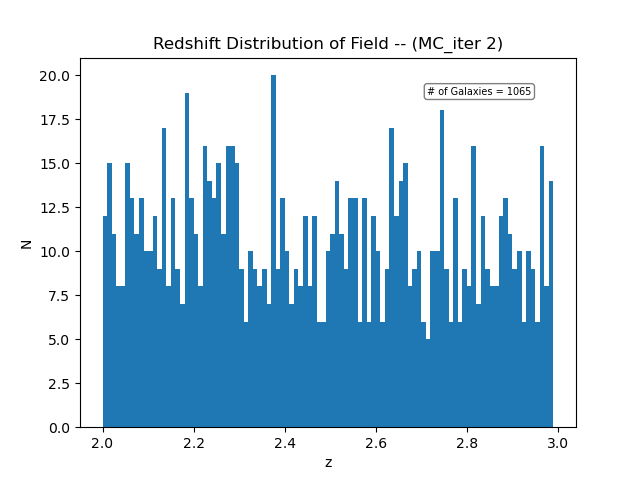 Redshift Distribution of Field -- (MC_iter 2)
20.0
# of Galaxies = 1065
17.5
15.0
12.5
N
10.0
7.5
5.0
2.5
0.0
2.0 2.2 2.4 2.6 2.8 3.0
z